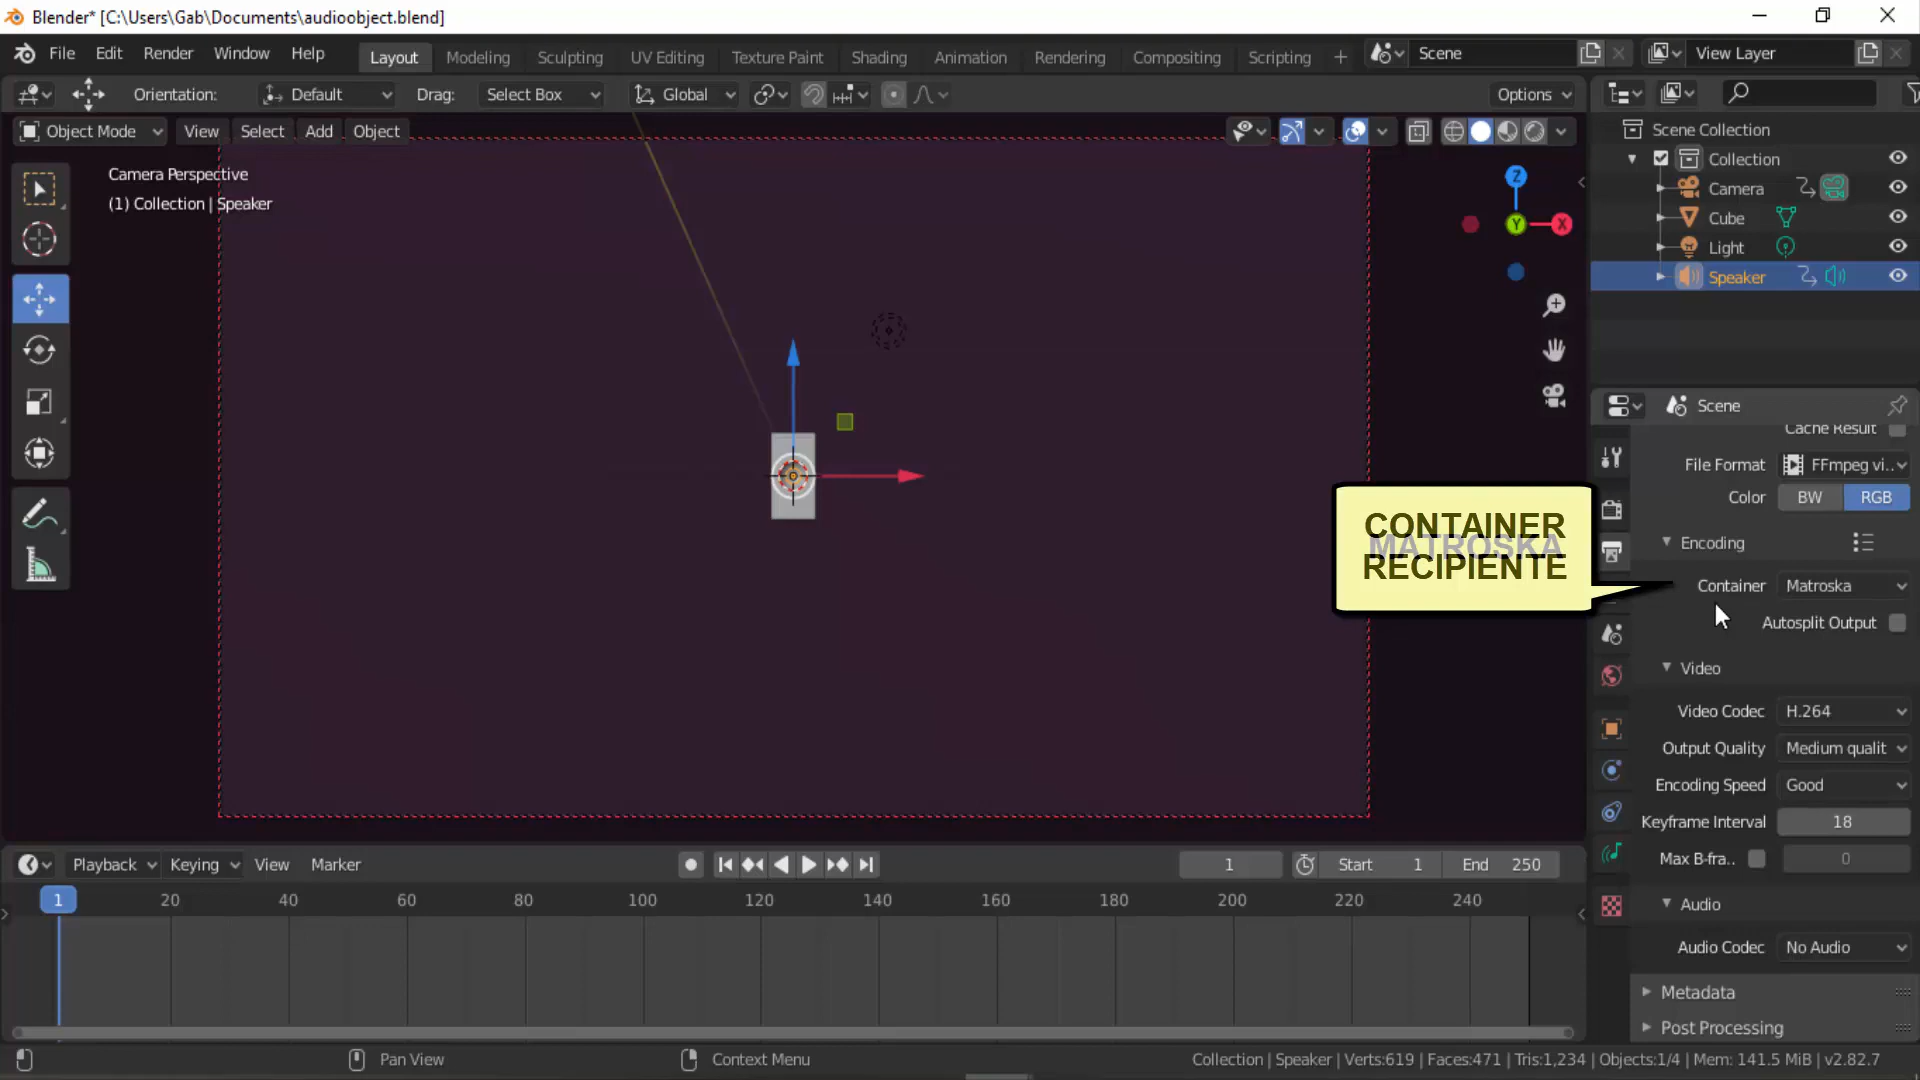 Blender* [C:\Users\Gab\Documents\audioobject.blend]
File Edit Render Window Help
Layout Modeling Sculpting UV Editing Texture Paint Shading Animation Rendering Compositing Scripting +
Scene
View Layer
Orientation: Default Drag: Select Box Global Options
Object Mode View Select Add Object
Camera Perspective
(1) Collection | Speaker
Z
Y
X
Scene Collection
Collection
Camera
Cube
Light
Speaker
Scene
Cache Result
File Format FFmpeg vi..
Color BW RGB
Encoding
Container Matroska
Autosplit Output
Video
Video Codec H.264
Output Quality Medium qualit
Encoding Speed Good
Keyframe Interval 18
Max B-fra.. 0
Audio
Audio Codec No Audio
Metadata
Post Processing
CONTAINER
MATROSKA
RECIPIENTE
Playback Keying View Marker
1 Start 1 End 250
1 20 40 60 80 100 120 140 160 180 200 220 240
Pan View
Context Menu
Collection | Speaker | Verts:619 | Faces:471 | Tris:1,234 | Objects:1/4 | Mem: 141.5 MiB | v2.82.7